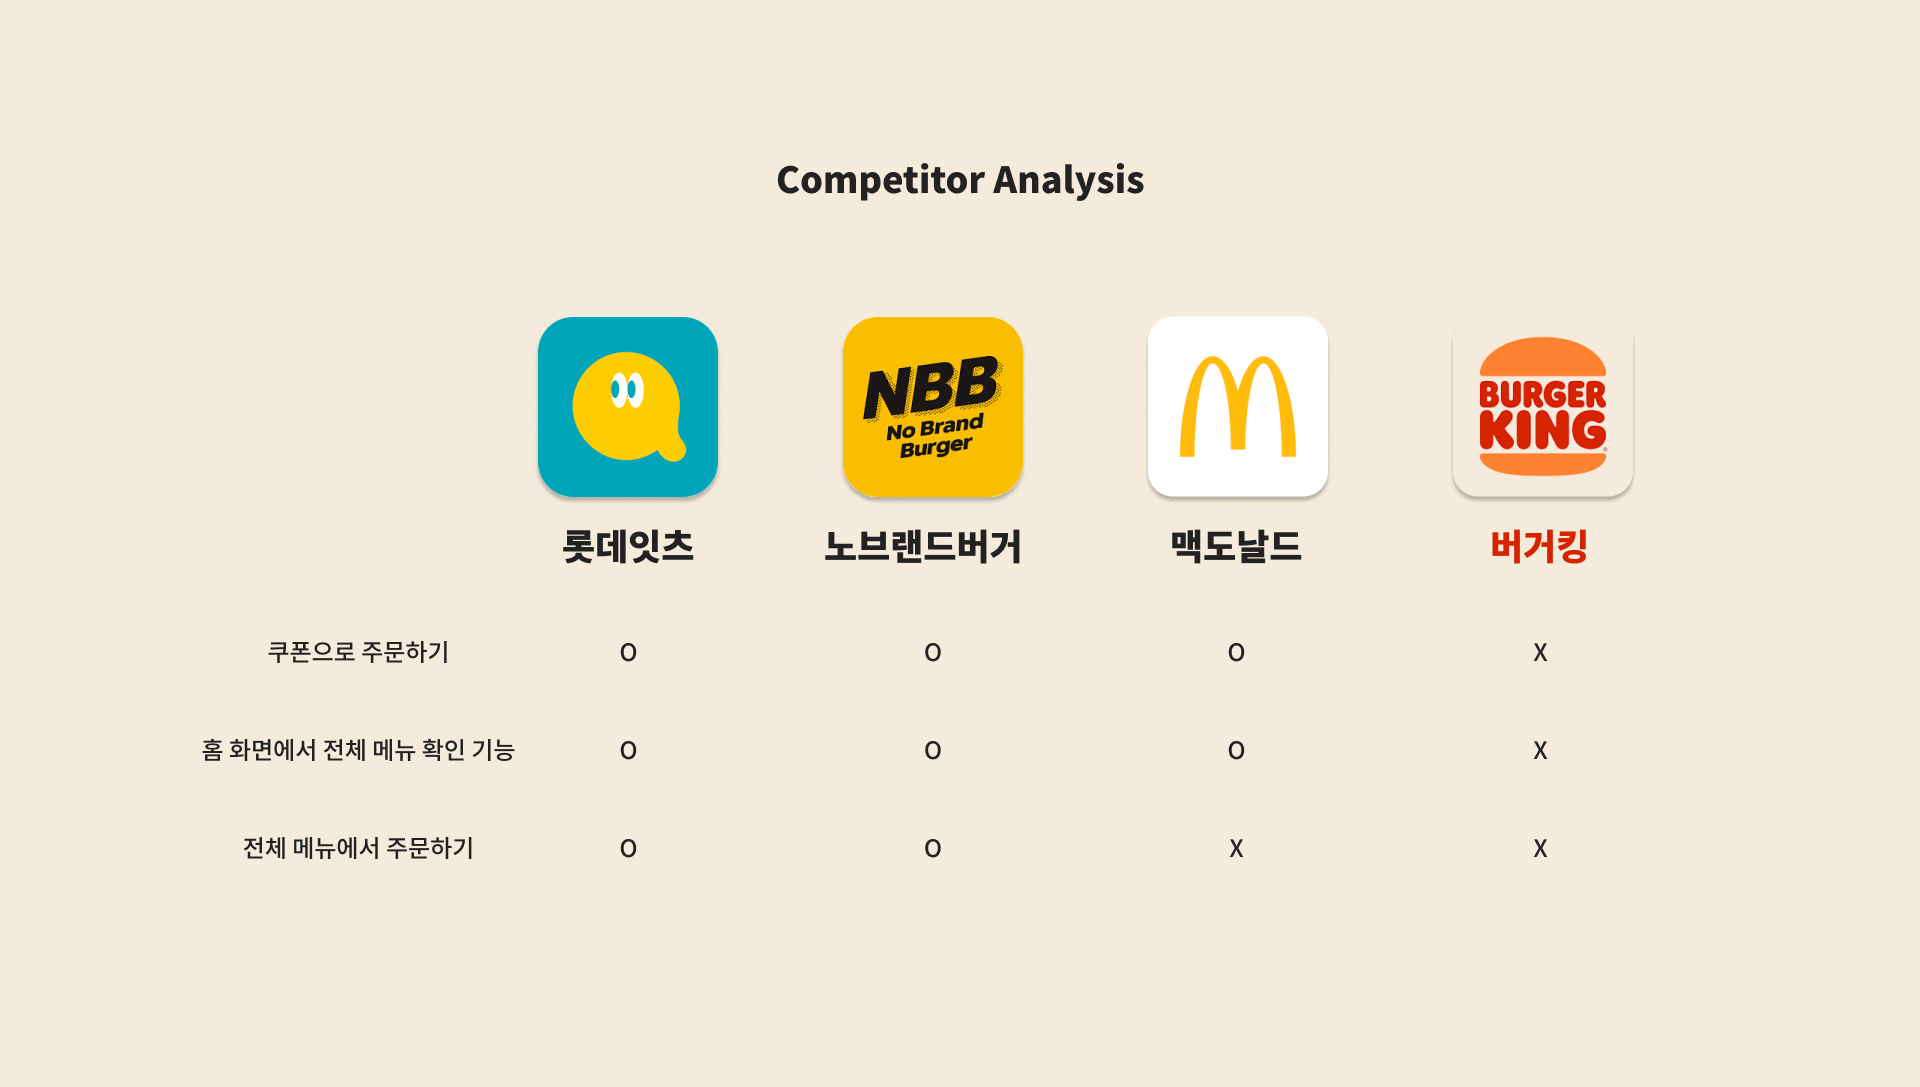 Competitor Analysis
NBB
No Brand
Burger
BURGER
KING
롯데잇츠 노브랜드버거 맥도날드 버거킹
쿠폰으로 주문하기 O O O X
홈 화면에서 전체 메뉴 확인 기능 O O O X
전체 메뉴에서 주문하기 O O X X